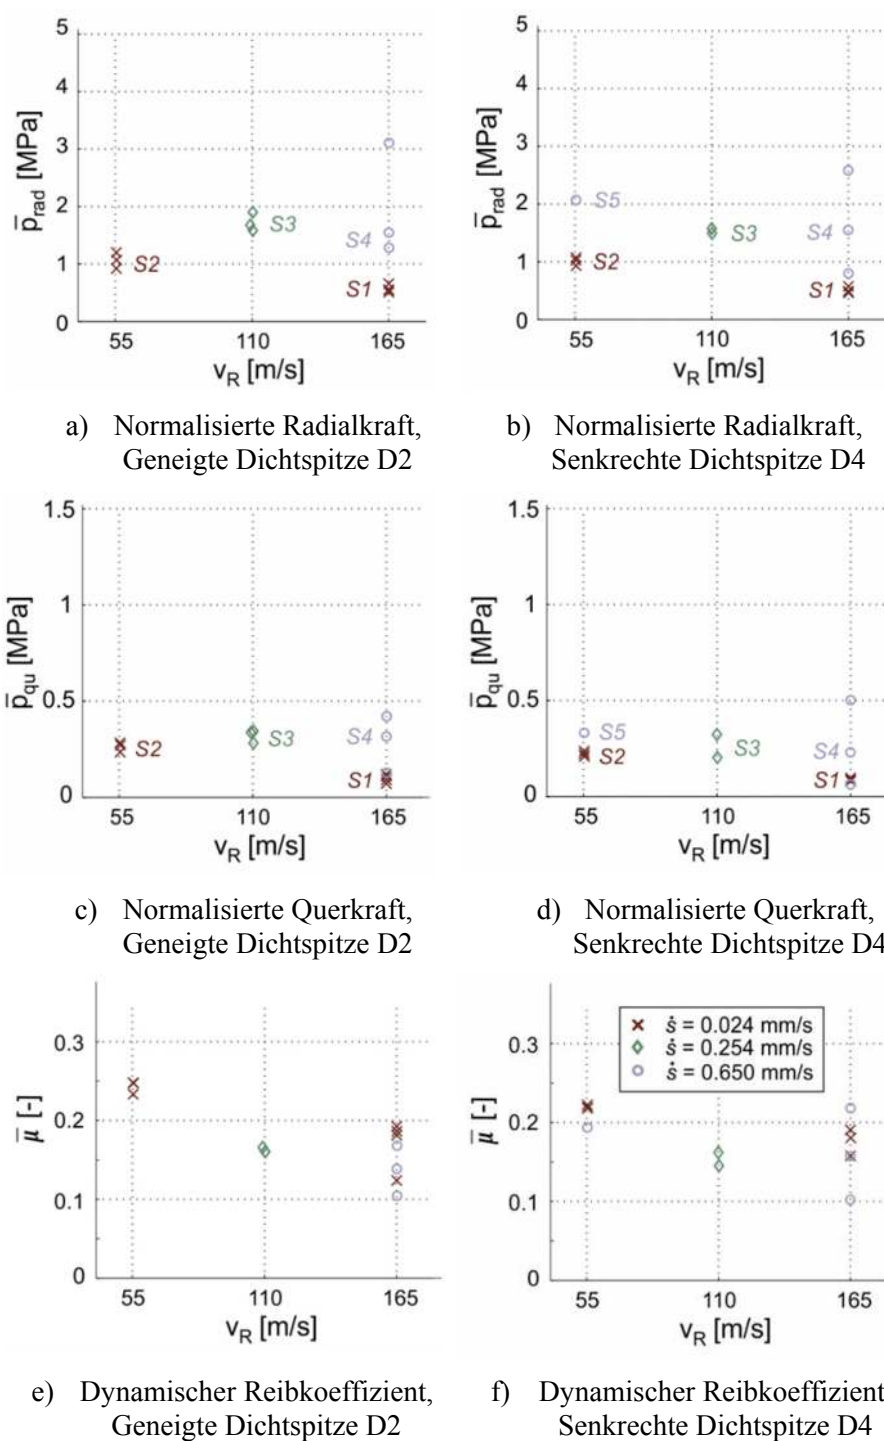 5
4
3
2
1
0
p̅rad [MPa]
S2
S3
S4
S1
55 110 165
vR [m/s]
5
4
3
2
1
0
p̅rad [MPa]
S5
S2
S3
S4
S1
55 110 165
vR [m/s]
a) Normalisierte Radialkraft,
Geneigte Dichtspitze D2
b) Normalisierte Radialkraft,
Senkrechte Dichtspitze D4
1.5
1
0.5
0
p̅qu [MPa]
S2
S3
S4
S1
55 110 165
vR [m/s]
1.5
1
0.5
0
p̅qu [MPa]
S5
S2
S3
S4
S1
55 110 165
vR [m/s]
c) Normalisierte Querkraft,
Geneigte Dichtspitze D2
d) Normalisierte Querkraft,
Senkrechte Dichtspitze D4
0.3
0.2
0.1
0
μ̅ [-]
55 110 165
vR [m/s]
0.3
0.2
0.1
0
μ̅ [-]
ṡ = 0.024 mm/s
ṡ = 0.254 mm/s
ṡ = 0.650 mm/s
55 110 165
vR [m/s]
e) Dynamischer Reibkoeffizient,
Geneigte Dichtspitze D2
f) Dynamischer Reibkoeffizient
Senkrechte Dichtspitze D4